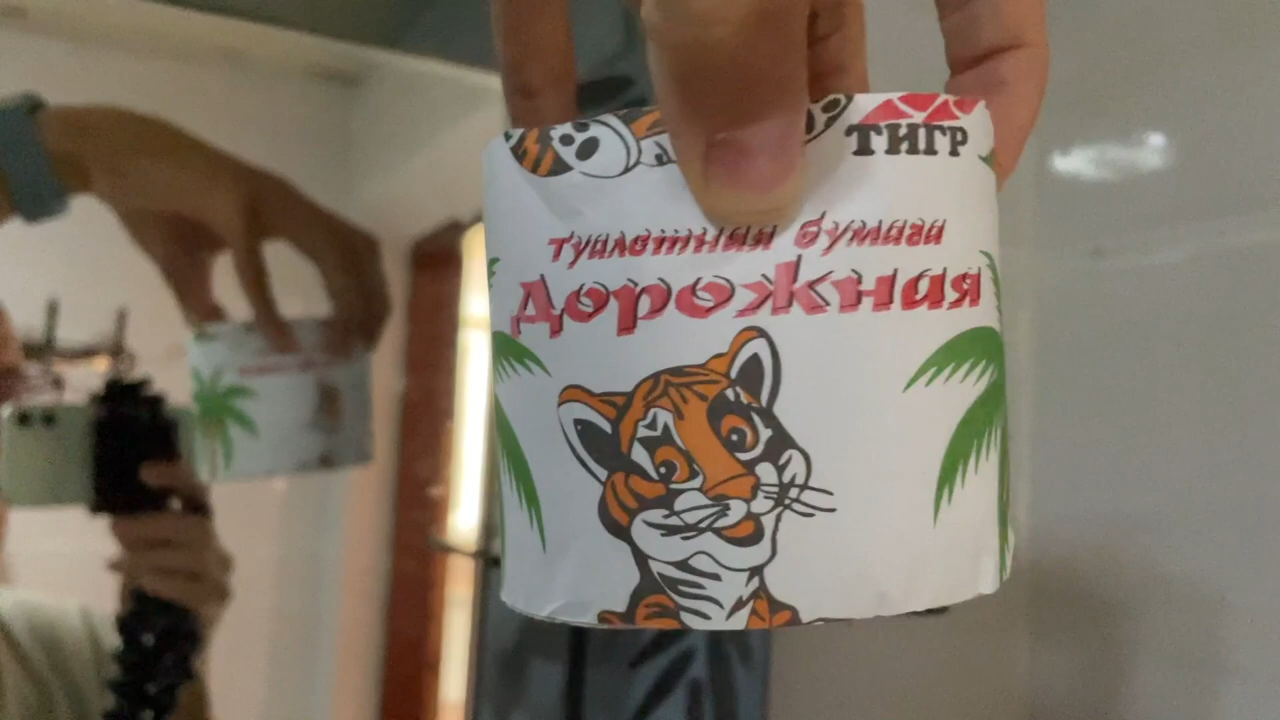 ТИГР
туалетная бумага
Дорожная